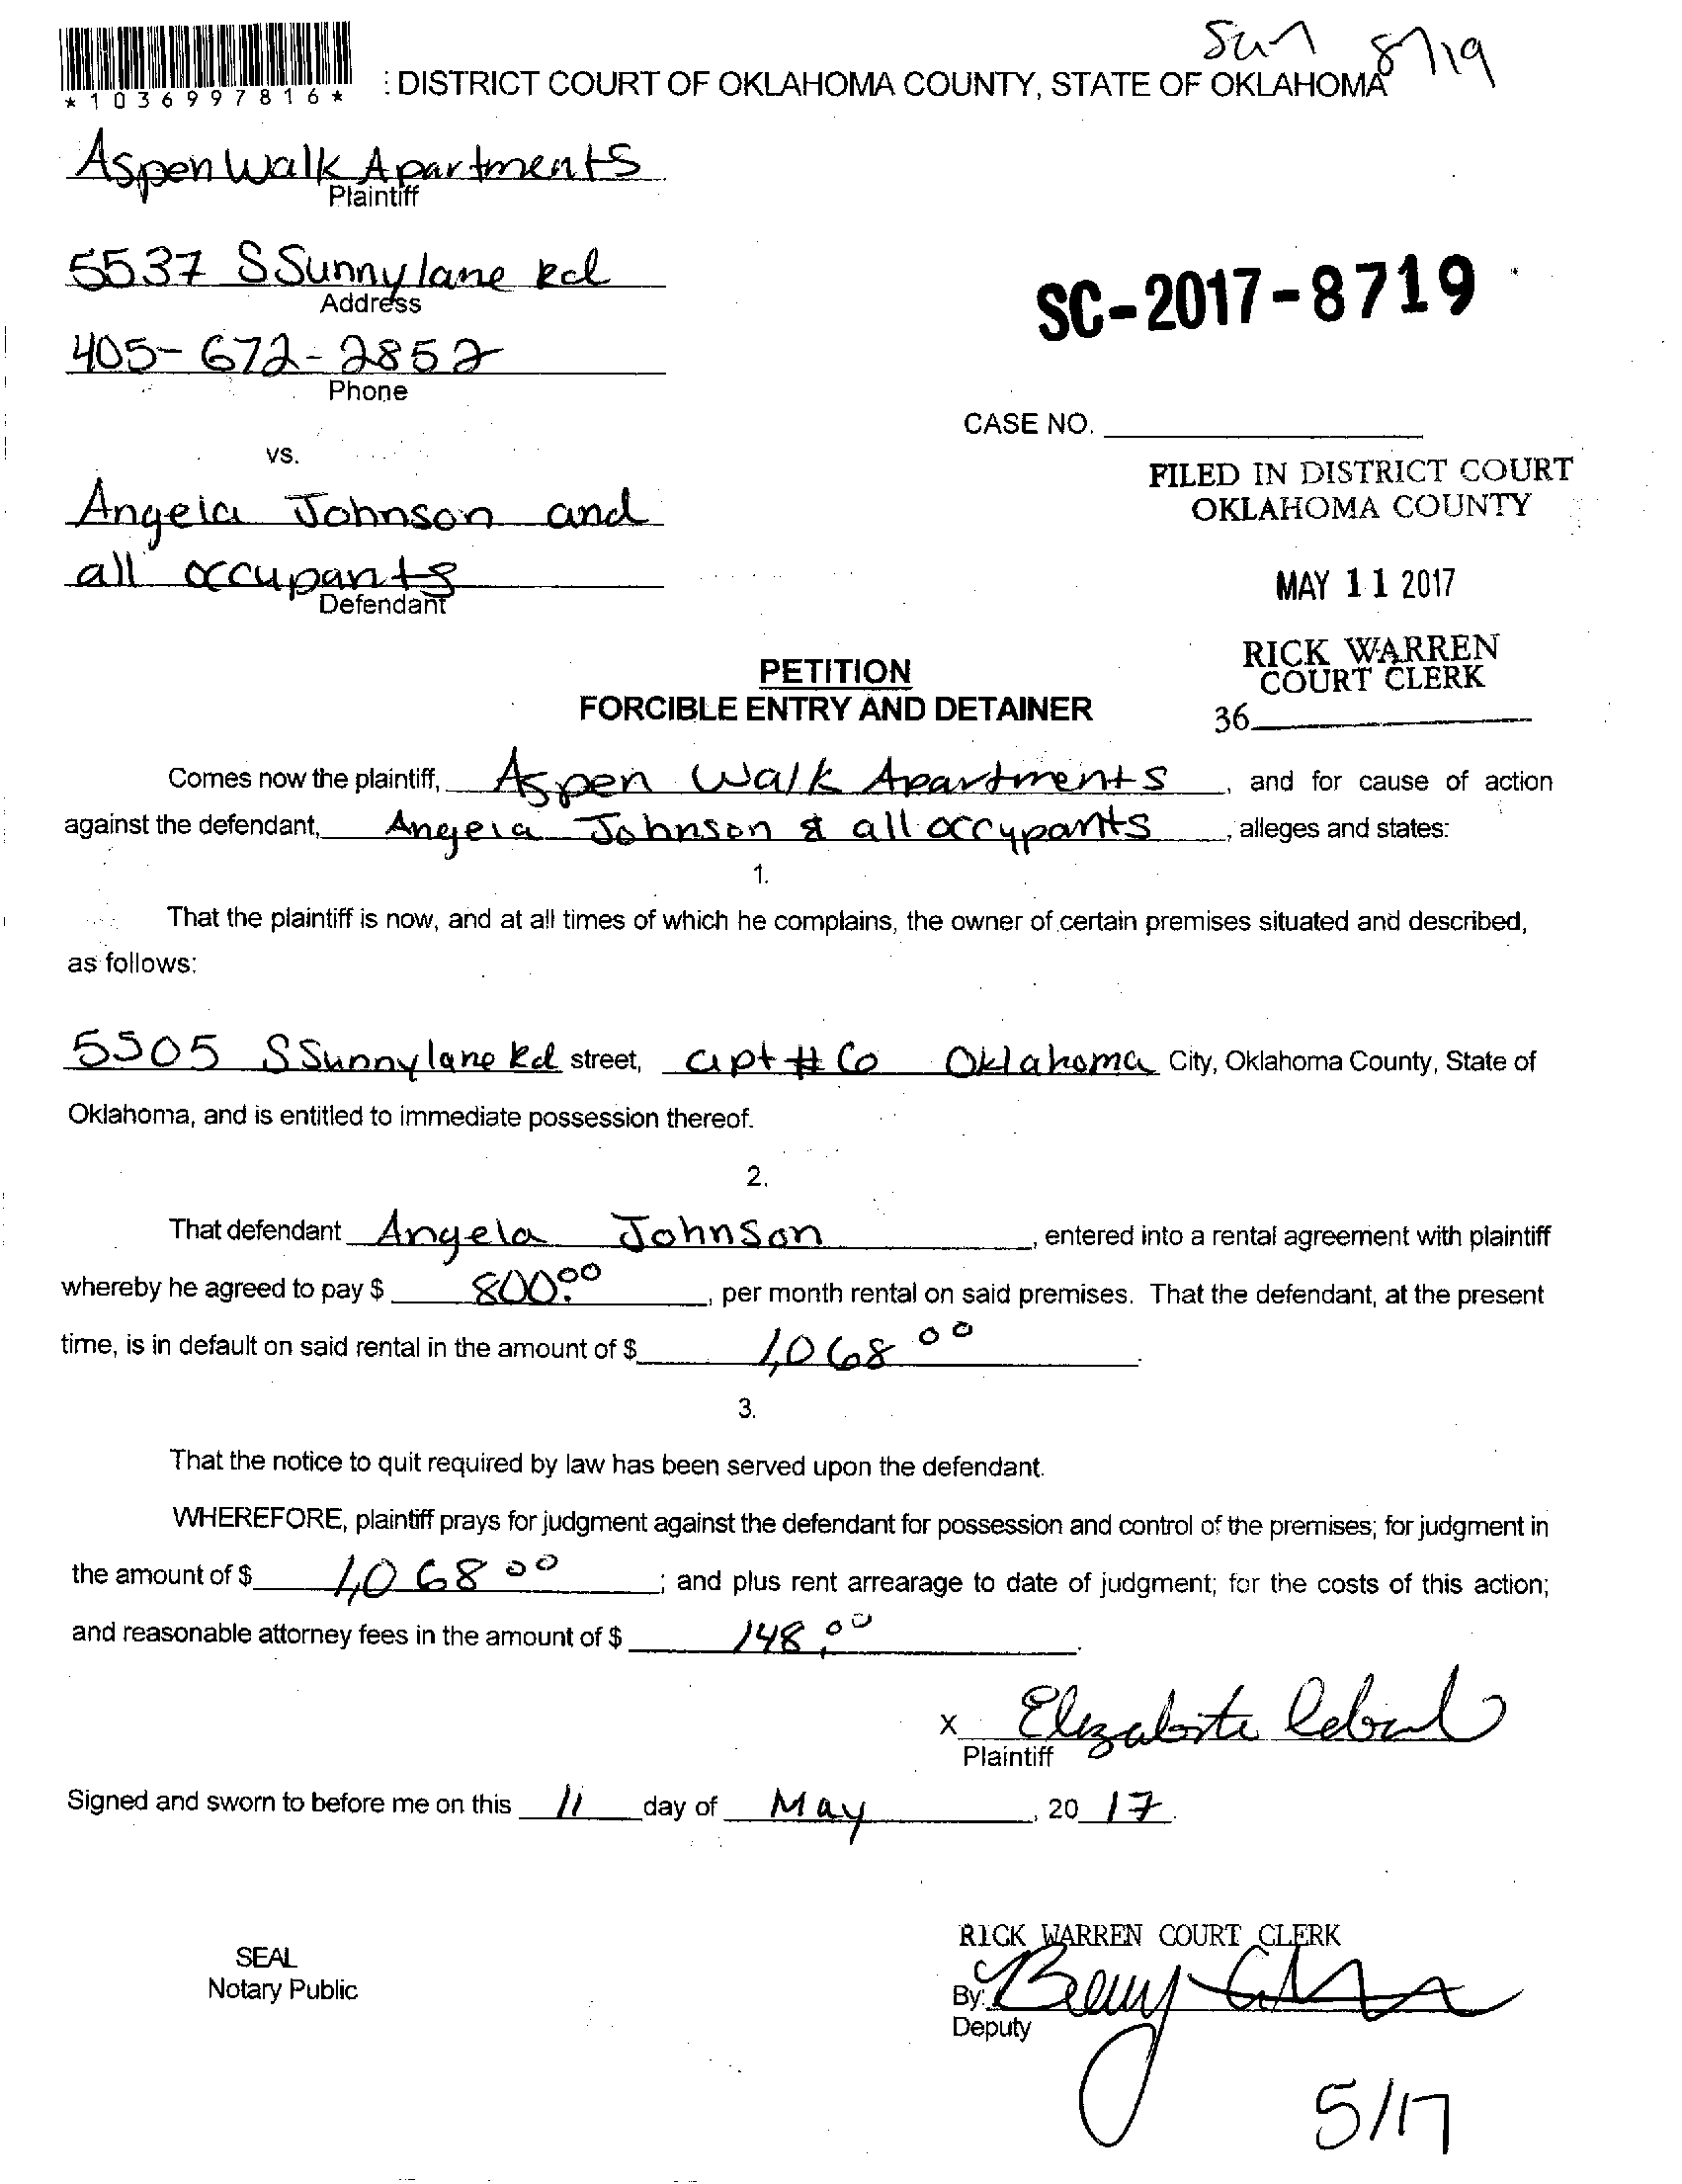 Sun 8719
*1036997816*
: DISTRICT COURT OF OKLAHOMA COUNTY, STATE OF OKLAHOMA
Aspen Walk Apartments
Plaintiff
5537 S Sunnylane Rd
Address
SC-2017-8719
405-672-2852
Phone
CASE NO.
vs.
FILED IN DISTRICT COURT
OKLAHOMA COUNTY
Angela Johnson and
all occupants
Defendant
MAY 11 2017
RICK WARREN
COURT CLERK
36
PETITION
FORCIBLE ENTRY AND DETAINER
Comes now the plaintiff, Aspen Walk Apartments, and for cause of action
against the defendant, Angela Johnson & all occupants, alleges and states:
1.
That the plaintiff is now, and at all times of which he complains, the owner of certain premises situated and described,
as follows:
5505 S Sunnylane Rd street, apt # 6 Oklahoma City, Oklahoma County, State of
Oklahoma, and is entitled to immediate possession thereof.
2.
That defendant Angela Johnson, entered into a rental agreement with plaintiff
whereby he agreed to pay $ 800.00, per month rental on said premises. That the defendant, at the present
time, is in default on said rental in the amount of $ 1,068 00.
3.
That the notice to quit required by law has been served upon the defendant.
WHEREFORE, plaintiff prays for judgment against the defendant for possession and control of the premises; for judgment in
the amount of $ 1,068 00; and plus rent arrearage to date of judgment; for the costs of this action;
and reasonable attorney fees in the amount of $ 148.00.
x
Plaintiff
Signed and sworn to before me on this 11 day of May, 20 17.
RICK WARREN COURT CLERK
SEAL
Notary Public
By:
Deputy
5/17